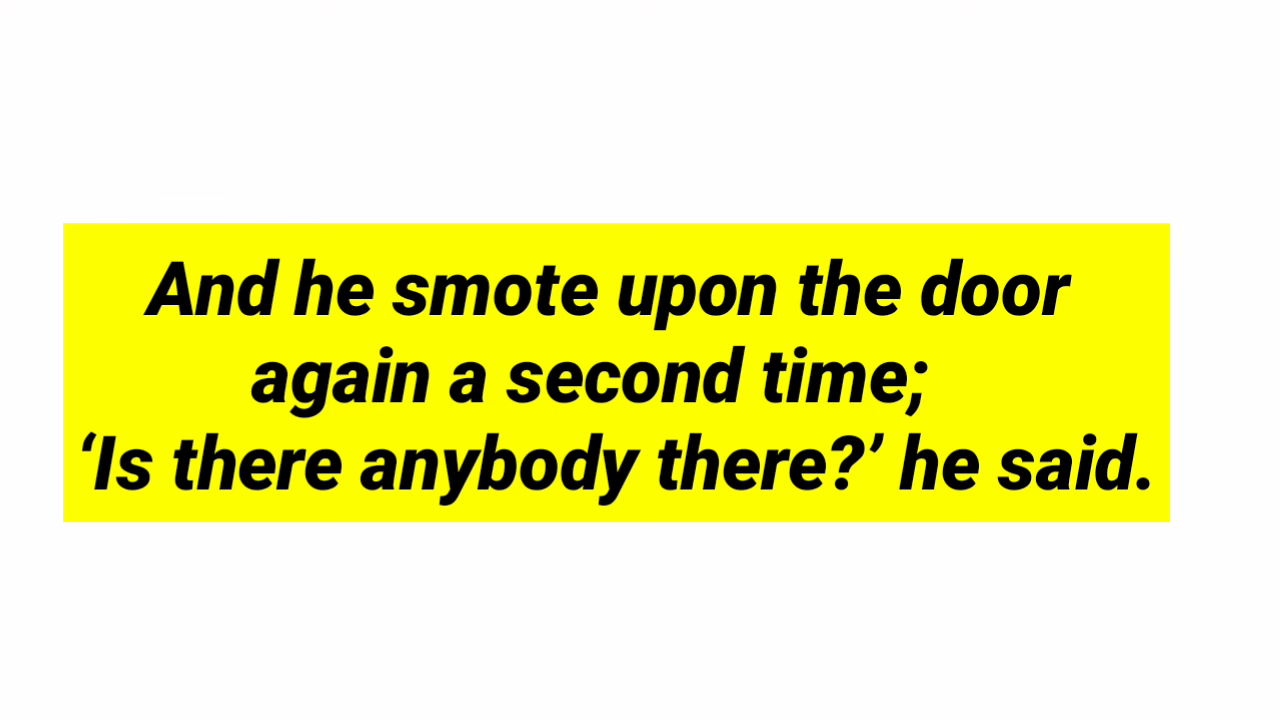 And he smote upon the door
again a second time;
‘Is there anybody there?’ he said.